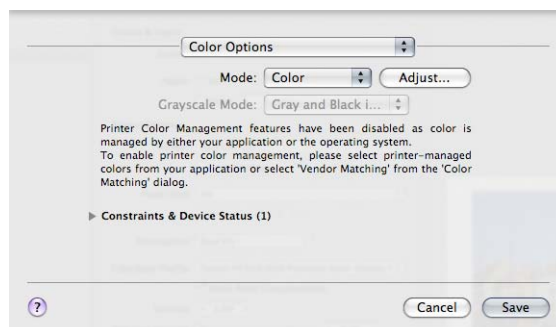 Color Options
Mode: Color Adjust...
Grayscale Mode: Gray and Black i...
Printer Color Management features have been disabled as color is
managed by either your application or the operating system.
To enable printer color management, please select printer-managed
colors from your application or select 'Vendor Matching' from the 'Color
Matching' dialog.
Constraints & Device Status (1)
? Cancel Save